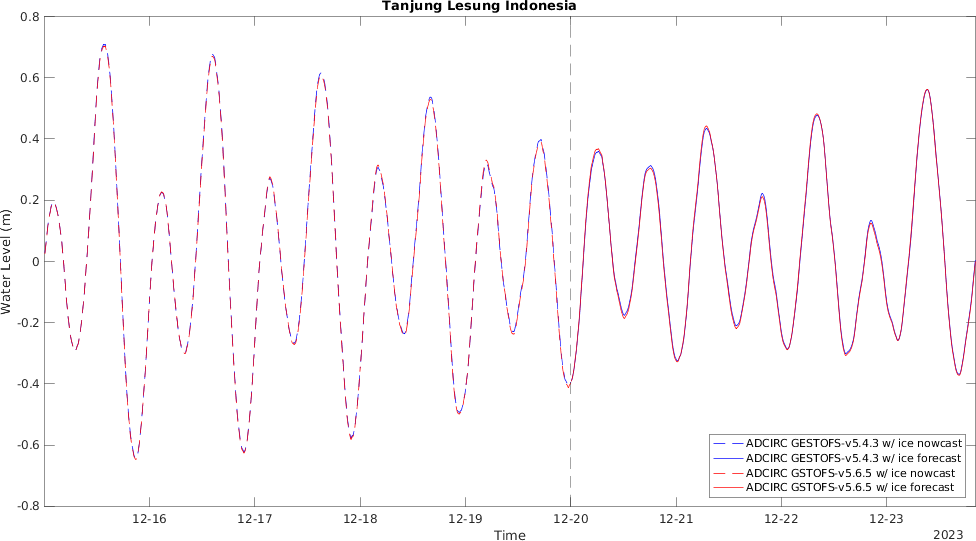 Tanjung Lesung Indonesia
0.8
0.6
0.4
0.2
0
-0.2
-0.4
-0.6
-0.8
Water Level (m)
12-16 12-17 12-18 12-19 12-20 12-21 12-22 12-23
Time
2023
ADCIRC GESTOFS-v5.4.3 w/ ice nowcast
ADCIRC GESTOFS-v5.4.3 w/ ice forecast
ADCIRC GSTOFS-v5.6.5 w/ ice nowcast
ADCIRC GSTOFS-v5.6.5 w/ ice forecast